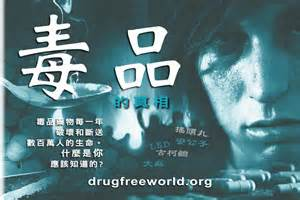 毒品
的真相
毒品藥物每一年
破壞和斷送
數百萬人的生命。
什麼是你
應該知道的?
搖頭丸
LSD
古柯鹼
大麻
drugfreeworld.org